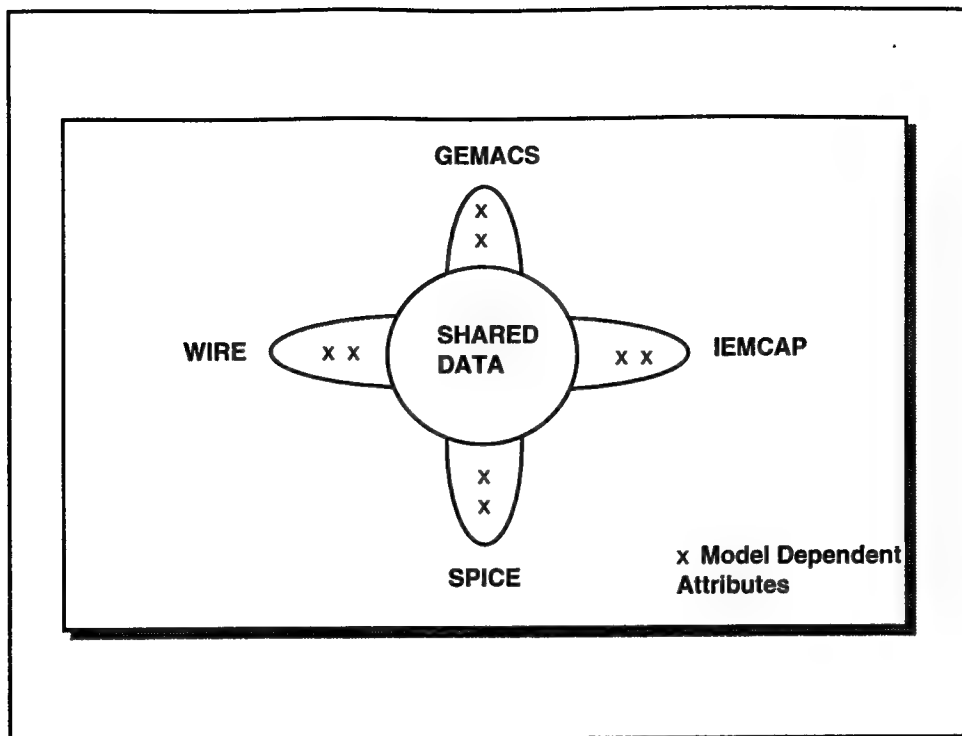 GEMACS
x
x
WIRE
x x
SHARED
DATA
x x
IEMCAP
x
x
SPICE
x Model Dependent
Attributes